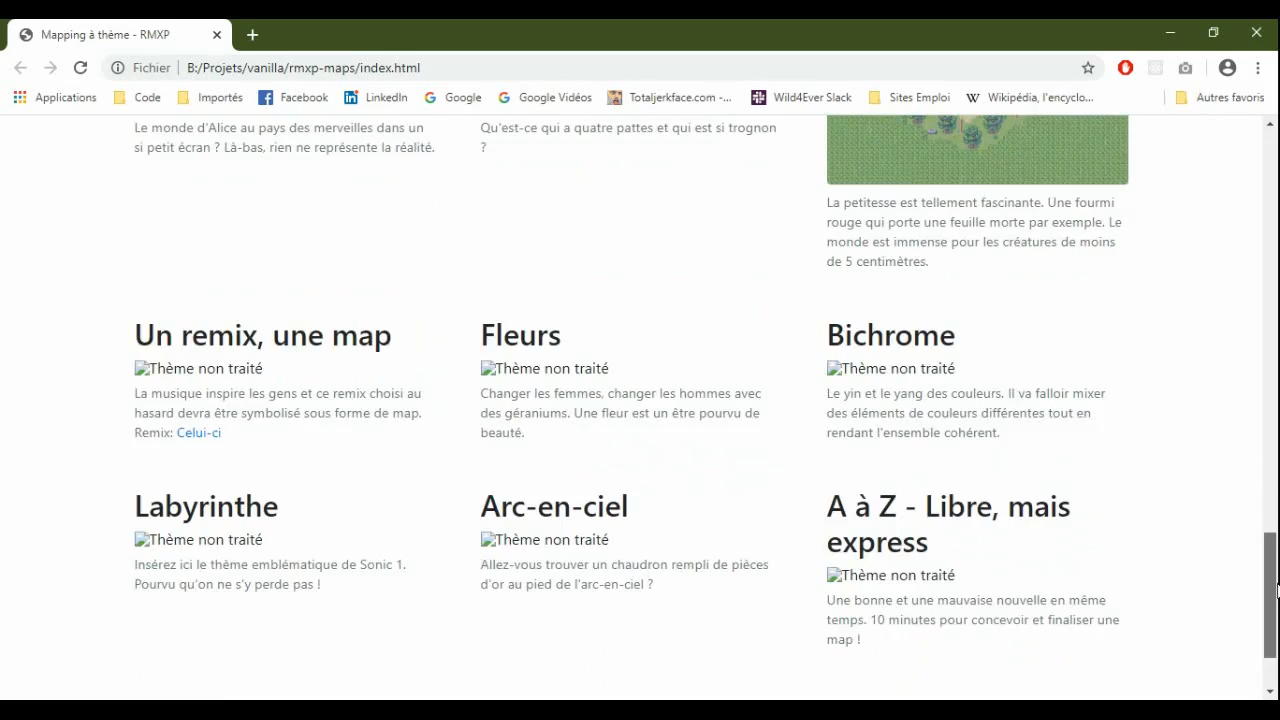 Mapping à thème - RMXP
Fichier
B:/Projets/vanilla/rmxp-maps/index.html
Applications
Code
Importés
Facebook
LinkedIn
Google
Google Vidéos
Totaljerkface.com -...
Wild4Ever Slack
Sites Emploi
Wikipédia, l'encyclo...
Autres favoris
Le monde d'Alice au pays des merveilles dans un
si petit écran ? Là-bas, rien ne représente la réalité.
Qu'est-ce qui a quatre pattes et qui est si trognon
?
La petitesse est tellement fascinante. Une fourmi
rouge qui porte une feuille morte par exemple. Le
monde est immense pour les créatures de moins
de 5 centimètres.
Un remix, une map
Thème non traité
La musique inspire les gens et ce remix choisi au
hasard devra être symbolisé sous forme de map.
Remix: Celui-ci
Fleurs
Thème non traité
Changer les femmes, changer les hommes avec
des géraniums. Une fleur est un être pourvu de
beauté.
Bichrome
Thème non traité
Le yin et le yang des couleurs. Il va falloir mixer
des éléments de couleurs différentes tout en
rendant l'ensemble cohérent.
Labyrinthe
Thème non traité
Insérez ici le thème emblématique de Sonic 1.
Pourvu qu'on ne s'y perde pas !
Arc-en-ciel
Thème non traité
Allez-vous trouver un chaudron rempli de pièces
d'or au pied de l'arc-en-ciel ?
A à Z - Libre, mais
express
Thème non traité
Une bonne et une mauvaise nouvelle en même
temps. 10 minutes pour concevoir et finaliser une
map !